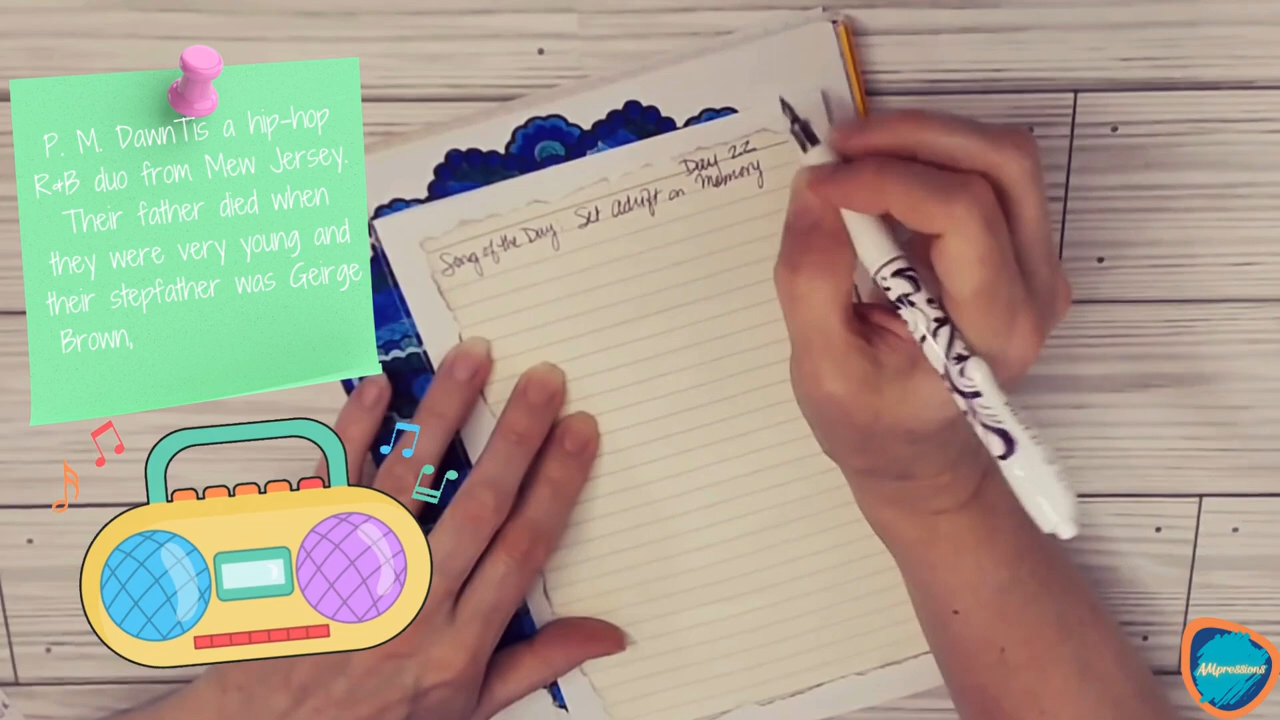 P. M. DawnTis a hip-hop
R&B duo from Mew Jersey.
Their father died when
they were very young and
their stepfather was Geirge
Brown,
Day 22
Song of the Day: Set adrift on Memory
AMpressions